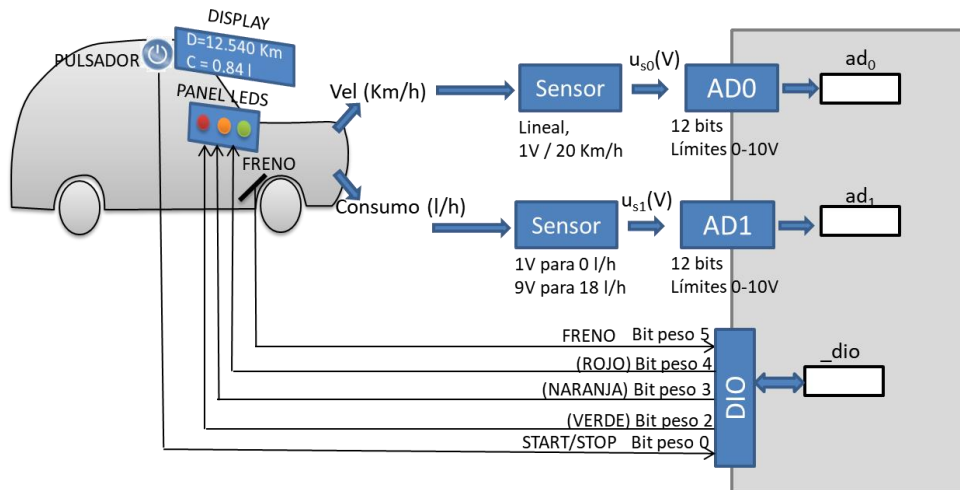 DISPLAY
D=12.540 Km
C = 0.84 l
PULSADOR
PANEL LEDS
FRENO
Vel (Km/h)
Sensor
Lineal,
1V / 20 Km/h
us0(V)
AD0
12 bits
Límites 0-10V
ad0
Consumo (l/h)
Sensor
1V para 0 l/h
9V para 18 l/h
us1(V)
AD1
12 bits
Límites 0-10V
ad1
FRENO Bit peso 5
(ROJO) Bit peso 4
(NARANJA) Bit peso 3
(VERDE) Bit peso 2
START/STOP Bit peso 0
DIO
_dio